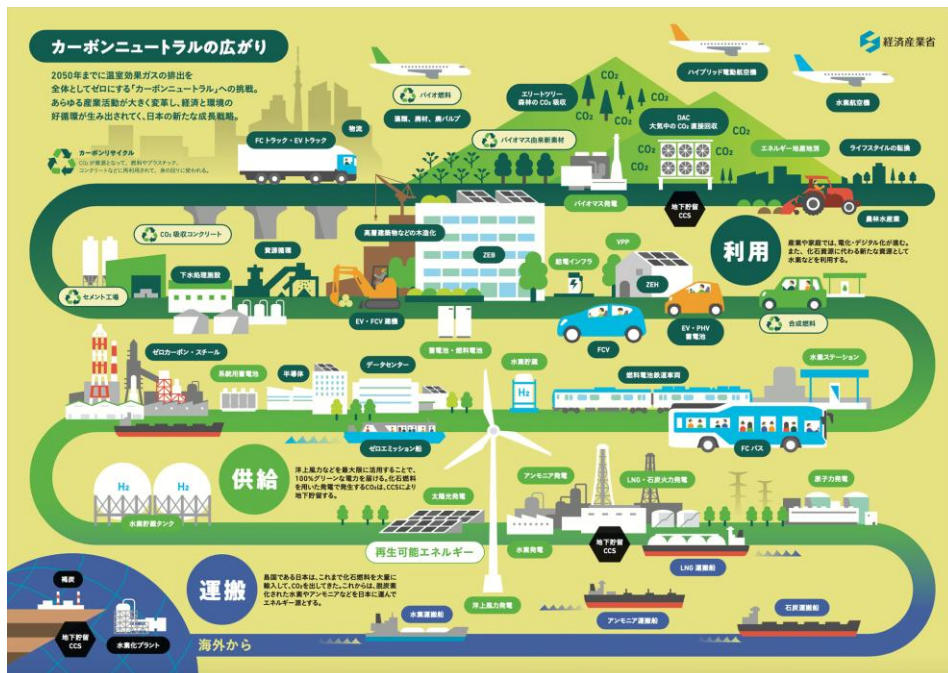 カーボンニュートラルの広がり
経済産業省
2050年までに温室効果ガスの排出を
全体としてゼロにする「カーボンニュートラル」への挑戦。
あらゆる産業活動が大きく変革し、経済と環境の
好循環が生み出されてく、日本の新たな成長戦略。
カーボンリサイクル
CO₂が資源となって、燃料やプラスチック、
コンクリートなどに再利用されて、身の回りに使われる。
バイオ燃料
藻類、廃材、廃パルプ
エリートツリー
森林のCO₂吸収
CO₂
CO₂
CO₂
CO₂
CO₂
CO₂
CO₂
CO₂
ハイブリッド電動航空機
水素航空機
物流
FCトラック・EVトラック
バイオマス由来新素材
DAC
大気中のCO₂直接回収
エネルギー地産地消
ライフスタイルの転換
バイオマス発電
地下貯留
CCS
農林水産業
CO₂吸収コンクリート
資源循環
高層建築物などの木造化
ZEB
給電インフラ
VPP
ZEH
利用
産業や家庭では、電化・デジタル化が進む。
また、化石資源に代わる新たな資源として
水素などを利用する。
下水処理施設
セメント工場
EV・FCV建機
蓄電池・燃料電池
FCV
EV・PHV
蓄電池
合成燃料
ゼロカーボン・スチール
系統用蓄電池
半導体
データセンター
水素貯蔵
H₂
燃料電池鉄道車両
水素ステーション
ゼロエミッション船
FCバス
H₂
H₂
水素貯蔵タンク
供給
洋上風力などを最大限に活用することで、
100％グリーンな電力を届ける。化石燃料
を用いた発電で発生するCO₂は、CCSにより
地下貯留する。
太陽光発電
アンモニア発電
LNG・石炭火力発電
原子力発電
再生可能エネルギー
水素発電
地下貯留
CCS
LNG運搬船
運搬
島国である日本は、これまで化石燃料を大量に
輸入して、CO₂を出してきた。これからは、脱炭素
化された水素やアンモニアなどを日本に運んで
エネルギー源とする。
洋上風力発電
褐炭
地下貯留
CCS
水素化プラント
海外から
水素運搬船
アンモニア運搬船
石炭運搬船